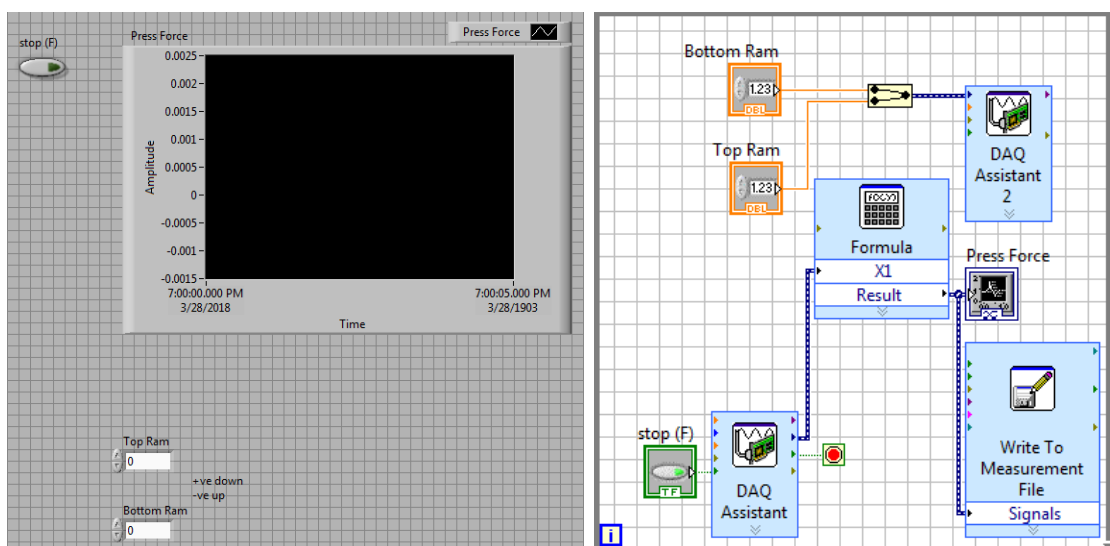 stop (F)
Press Force
Press Force
0.0025
0.002
0.0015
0.001
0.0005
0
-0.0005
-0.001
-0.0015
Amplitude
7:00:00.000 PM
3/28/2018
7:00:05.000 PM
3/28/1903
Time
Top Ram
0
+ve down
-ve up
Bottom Ram
0
Bottom Ram
1.23
DBL
Top Ram
1.23
DBL
DAQ
Assistant
2
f(x,y)
Formula
X1
Result
Press Force
stop (F)
TF
DAQ
Assistant
Write To
Measurement
File
Signals
i